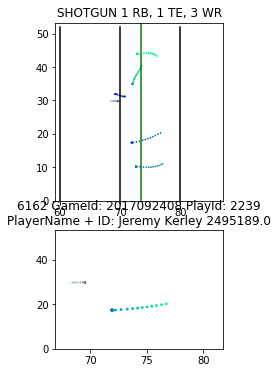 SHOTGUN 1 RB, 1 TE, 3 WR
50
40
30
20
10
0
60 70 80
6162 GameId: 2017092408 PlayId: 2239
PlayerName + ID: Jeremy Kerley 2495189.0
40
20
0
70 75 80